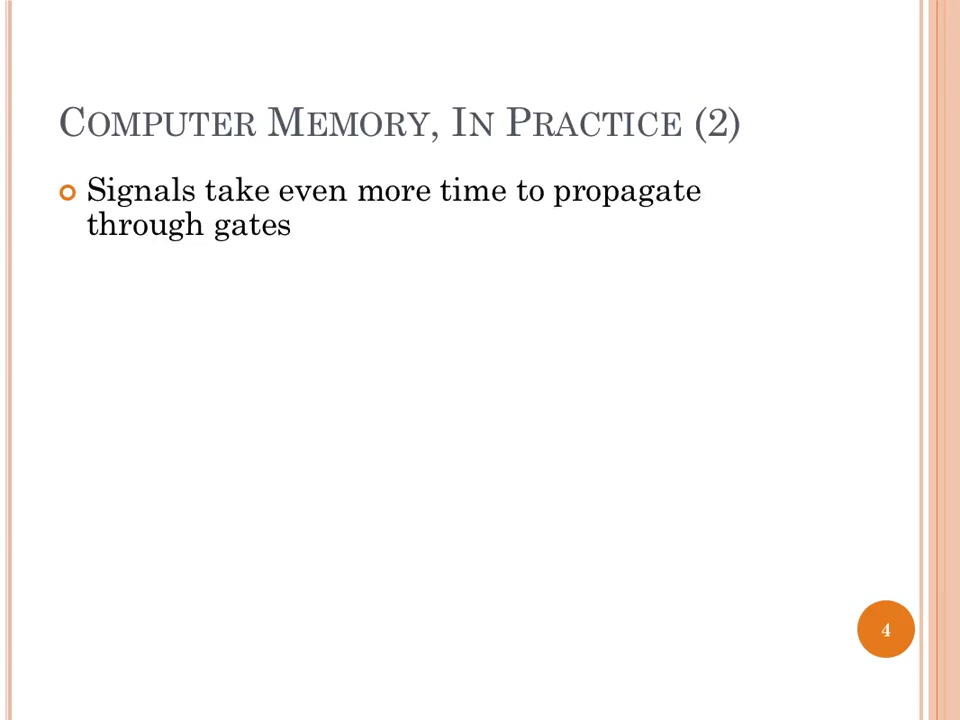 COMPUTER MEMORY, IN PRACTICE (2)
Signals take even more time to propagate
through gates
4